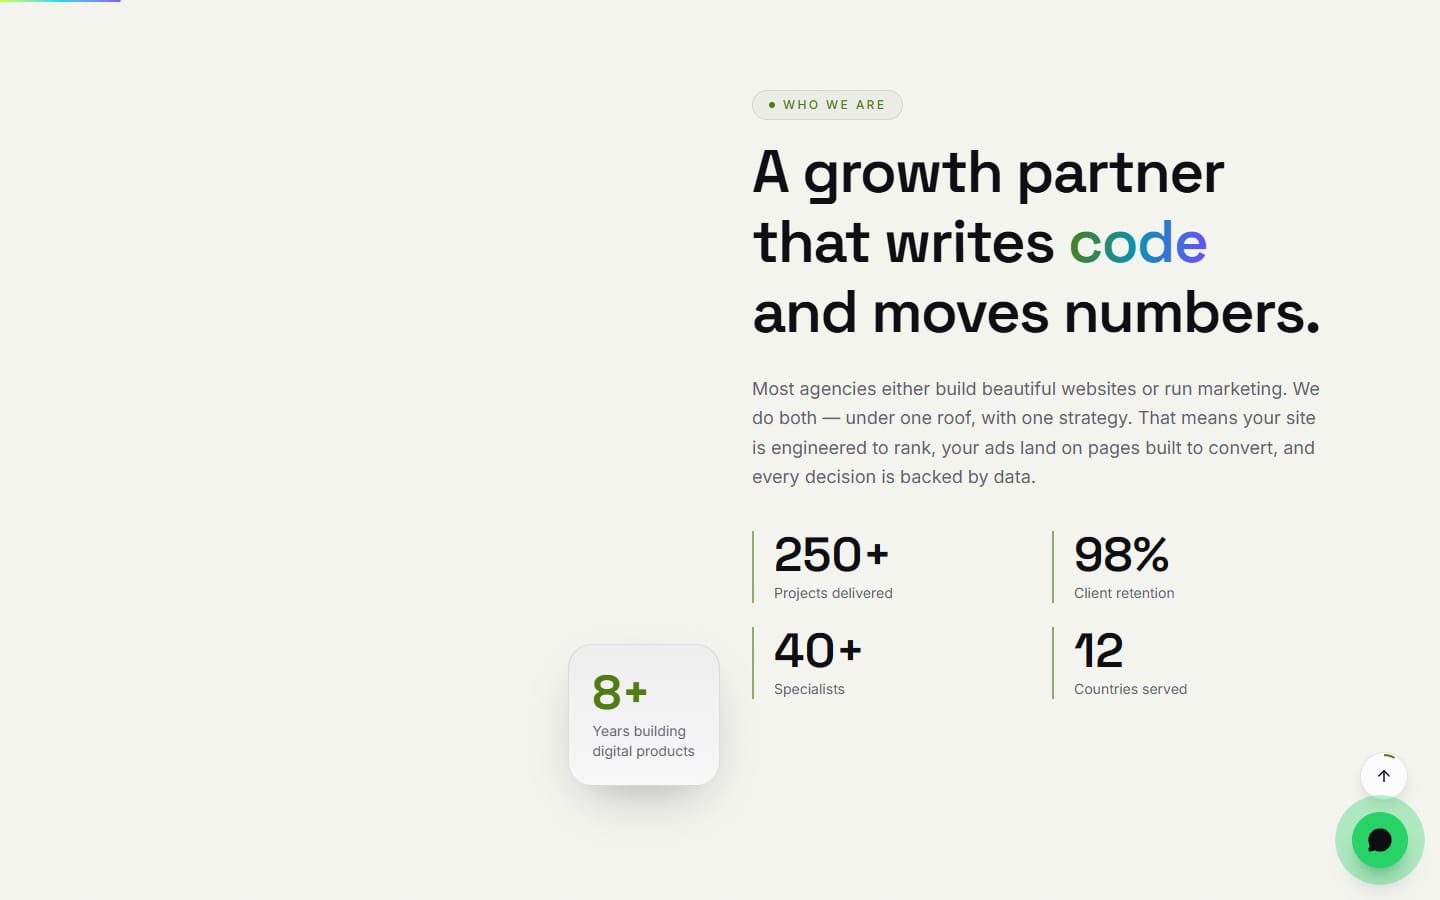 WHO WE ARE
A growth partner
that writes code
and moves numbers.
Most agencies either build beautiful websites or run marketing. We
do both — under one roof, with one strategy. That means your site
is engineered to rank, your ads land on pages built to convert, and
every decision is backed by data.
250+
Projects delivered
98%
Client retention
40+
Specialists
12
Countries served
8+
Years building
digital products